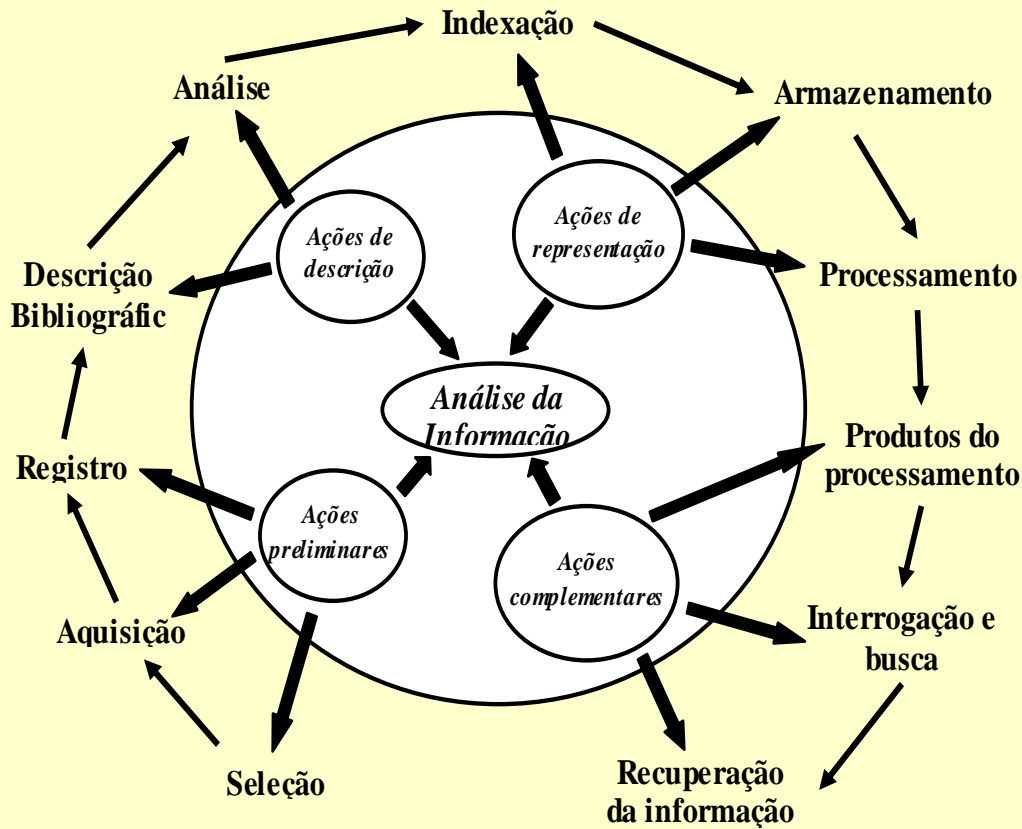 Indexação
Análise
Armazenamento
Ações de
descrição
Ações de
representação
Descrição
Bibliográfic
Processamento
Análise da
Informação
Produtos do
processamento
Registro
Ações
preliminares
Ações
complementares
Aquisição
Interrogação e
busca
Seleção
Recuperação
da informação